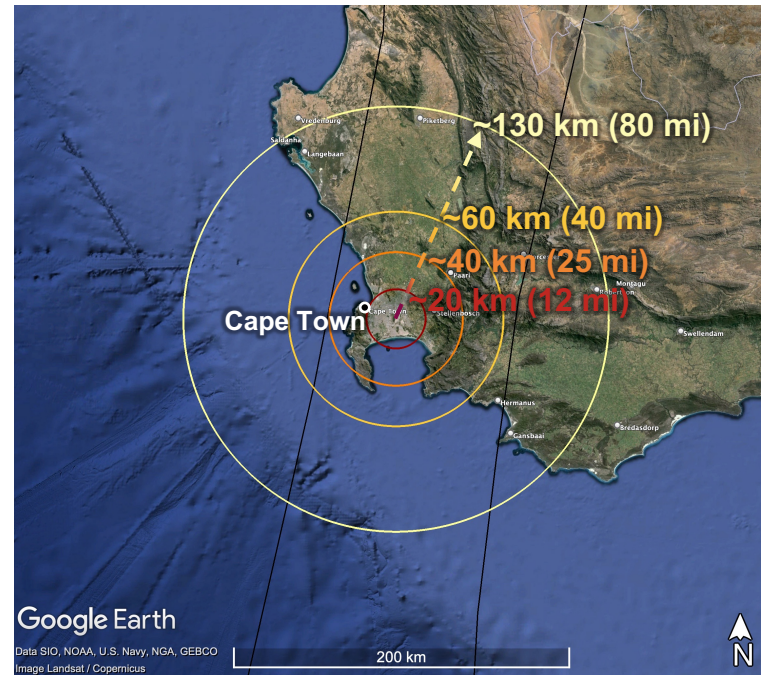 Vredenburg
Piketberg
~130 km (80 mi)
Saldanha
Langebaan
~60 km (40 mi)
~40 km (25 mi)
Paarl
Montagu
Robertson
~20 km (12 mi)
Cape Town
Cape Town
Stellenbosch
Swellendam
Hermanus
Bredasdorp
Gansbaai
Google Earth
Data SIO, NOAA, U.S. Navy, NGA, GEBCO
Image Landsat / Copernicus
200 km
N